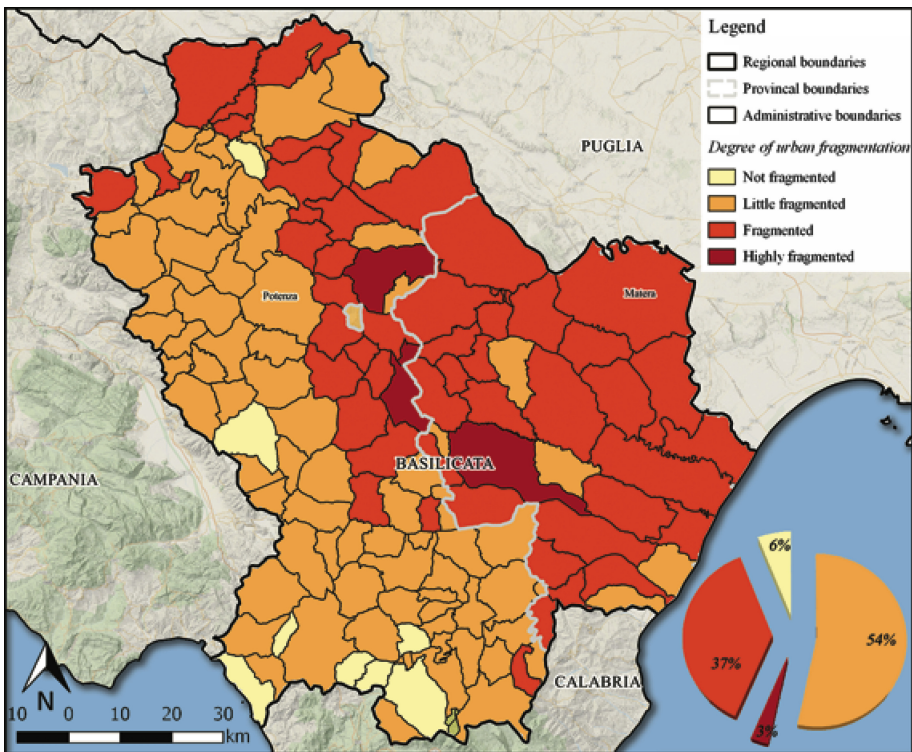 Legend
Regional boundaries
Provincal boundaries
Administrative boundaries
Degree of urban fragmentation
Not fragmented
Little fragmented
Fragmented
Highly fragmented
PUGLIA
Potenza
Matera
BASILICATA
CAMPANIA
CALABRIA
6%
54%
37%
3%
N
10 0 10 20 30
km